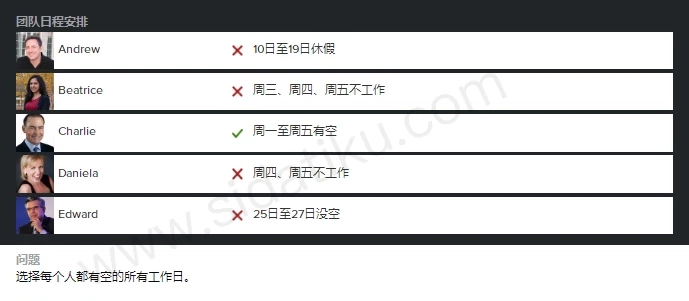 团队日程安排
Andrew 10日至19日休假
Beatrice 周三、周四、周五不工作
Charlie 周一至周五有空
Daniela 周四、周五不工作
Edward 25日至27日没空
www.sidatiku.com
问题
选择每个人都有空的所有工作日。